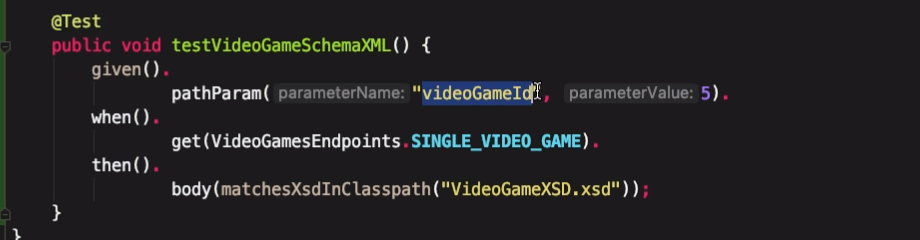 @Test
public void testVideoGameSchemaXML() {
given().
pathParam( parameterName: "videoGameId", parameterValue: 5).
when().
get(VideoGamesEndpoints.SINGLE_VIDEO_GAME).
then().
body(matchesXsdInClasspath("VideoGameXSD.xsd"));
}
}